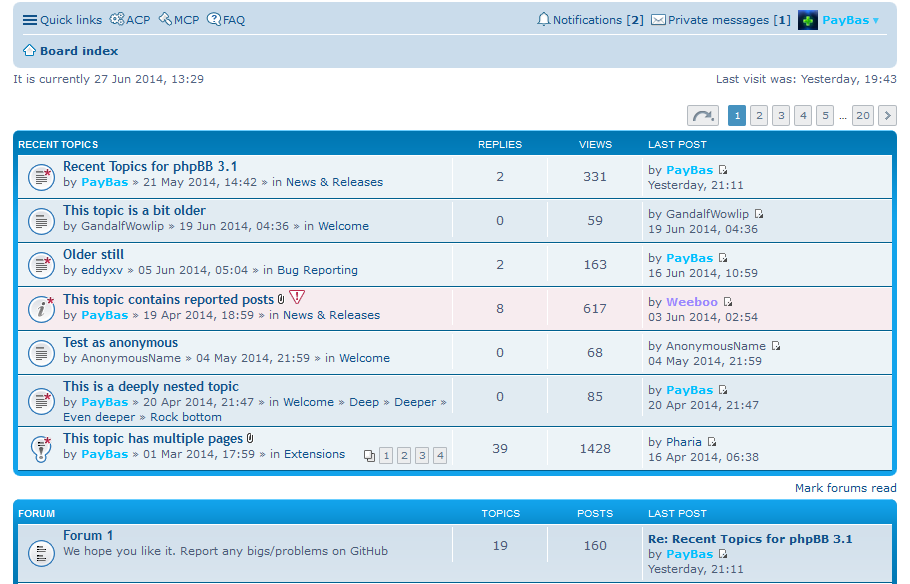 Quick links ACP MCP FAQ Notifications [2] Private messages [1] PayBas
Board index
It is currently 27 Jun 2014, 13:29 Last visit was: Yesterday, 19:43
1 2 3 4 5 ... 20
RECENT TOPICS REPLIES VIEWS LAST POST
Recent Topics for phpBB 3.1
by PayBas » 21 May 2014, 14:42 » in News & Releases
2 331
by PayBas
Yesterday, 21:11
This topic is a bit older
by GandalfWowlip » 19 Jun 2014, 04:36 » in Welcome
0 59
by GandalfWowlip
19 Jun 2014, 04:36
Older still
by eddyxv » 05 Jun 2014, 05:04 » in Bug Reporting
2 163
by PayBas
16 Jun 2014, 10:59
This topic contains reported posts
by PayBas » 19 Apr 2014, 18:59 » in News & Releases
8 617
by Weeboo
03 Jun 2014, 02:54
Test as anonymous
by AnonymousName » 04 May 2014, 21:59 » in Welcome
0 68
by AnonymousName
04 May 2014, 21:59
This is a deeply nested topic
by PayBas » 20 Apr 2014, 21:47 » in Welcome » Deep » Deeper »
Even deeper » Rock bottom
0 85
by PayBas
20 Apr 2014, 21:47
This topic has multiple pages
by PayBas » 01 Mar 2014, 17:59 » in Extensions 1 2 3 4
39 1428
by Pharia
16 Apr 2014, 06:38
Mark forums read
FORUM TOPICS POSTS LAST POST
Forum 1
We hope you like it. Report any bigs/problems on GitHub
19 160
Re: Recent Topics for phpBB 3.1
by PayBas
Yesterday, 21:11